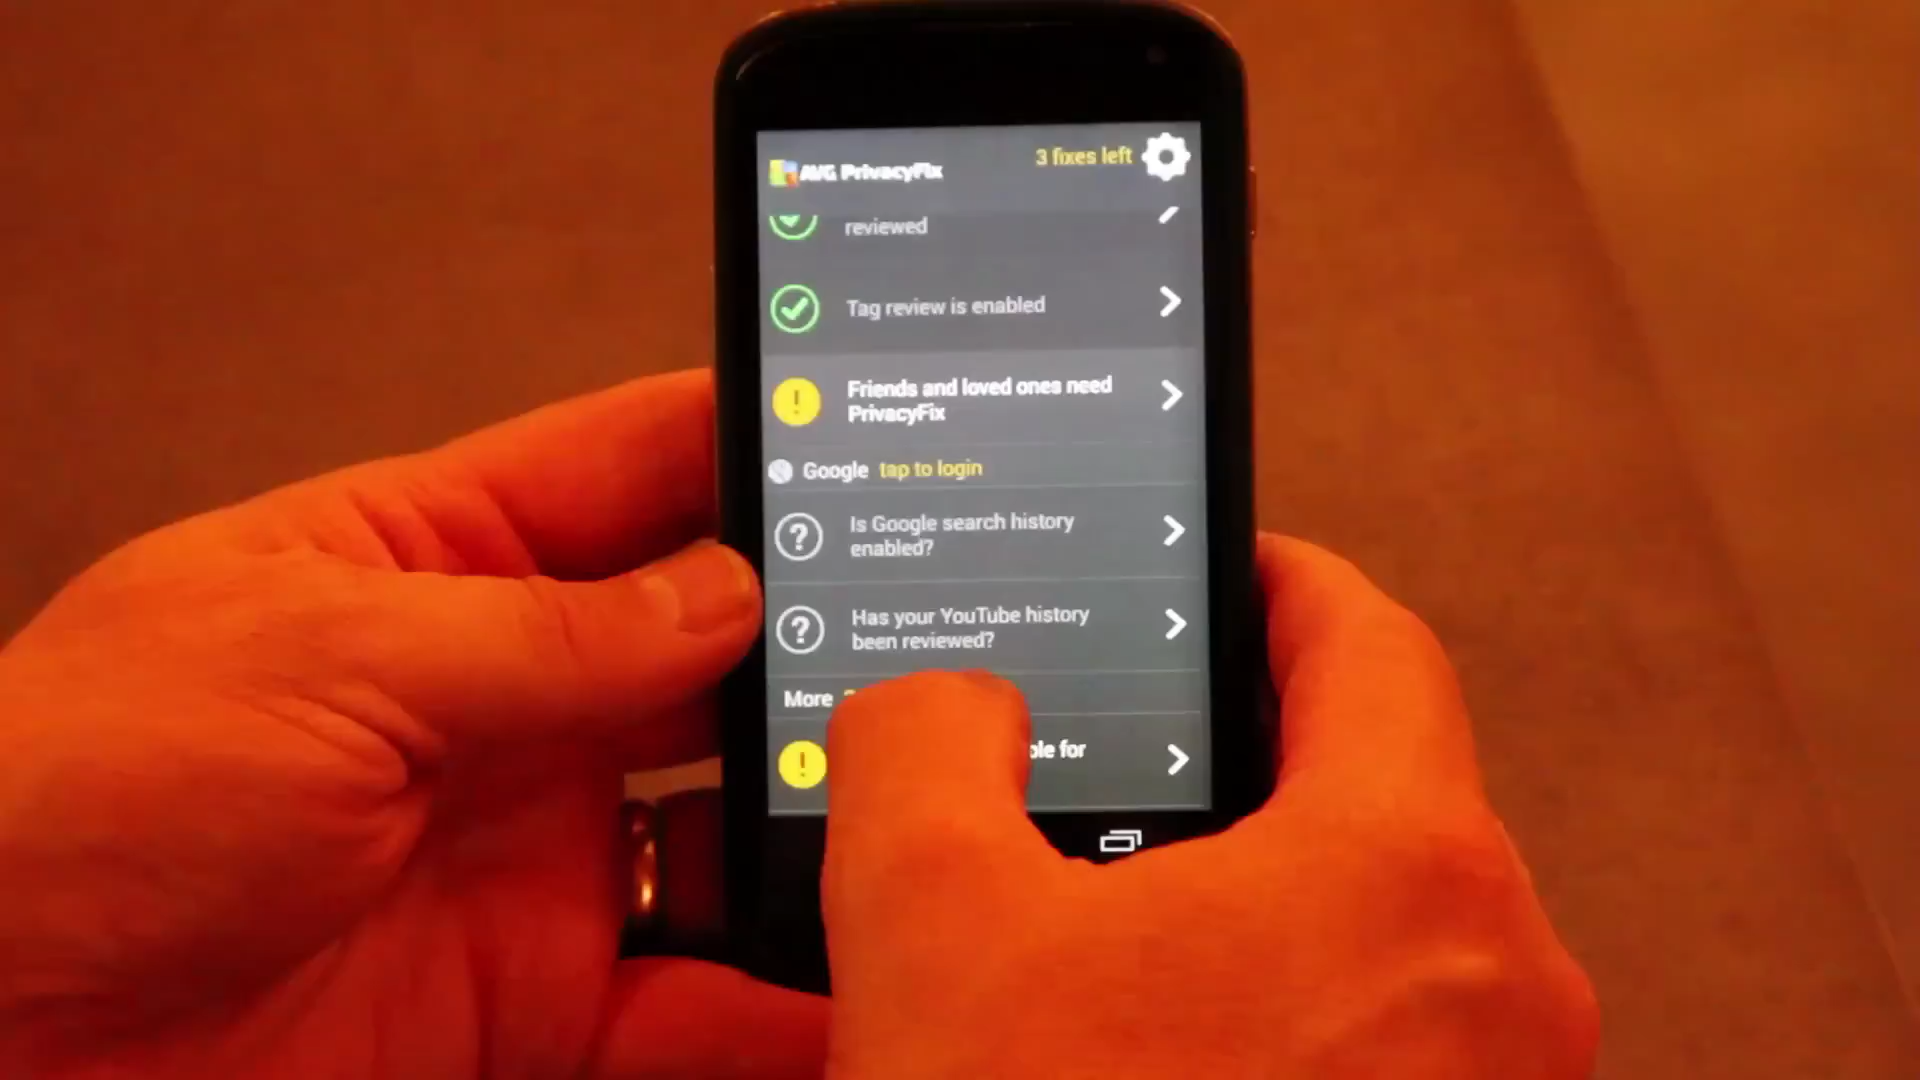 AVG PrivacyFix
3 fixes left
reviewed
Tag review is enabled
Friends and loved ones need
PrivacyFix
Google tap to login
Is Google search history
enabled?
Has your YouTube history
been reviewed?
More
for